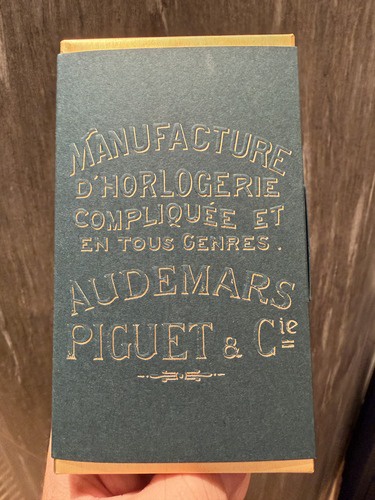 MANUFACTURE
D'HORLOGERIE
COMPLIQUÉE ET
EN TOUS GENRES.
AUDEMARS
PIGUET & Cie